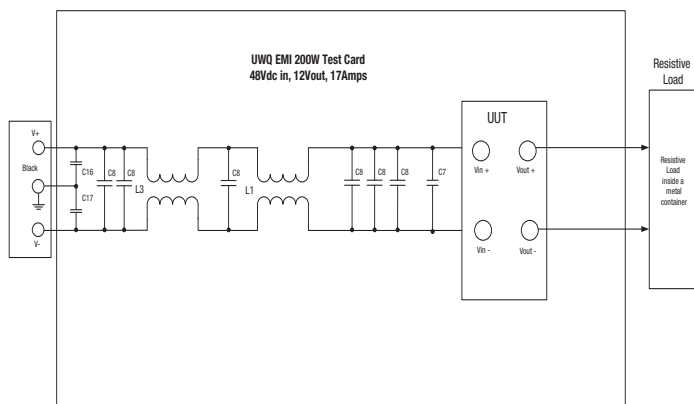 UWQ EMI 200W Test Card
48Vdc in, 12Vout, 17Amps
Resistive
Load
UUT
V+
Black
V-
C16
C17
C8
C8
L3
C8
L1
C8
C8
C8
C7
Vin +
Vout +
Vin -
Vout -
Resistive
Load
inside a
metal
container